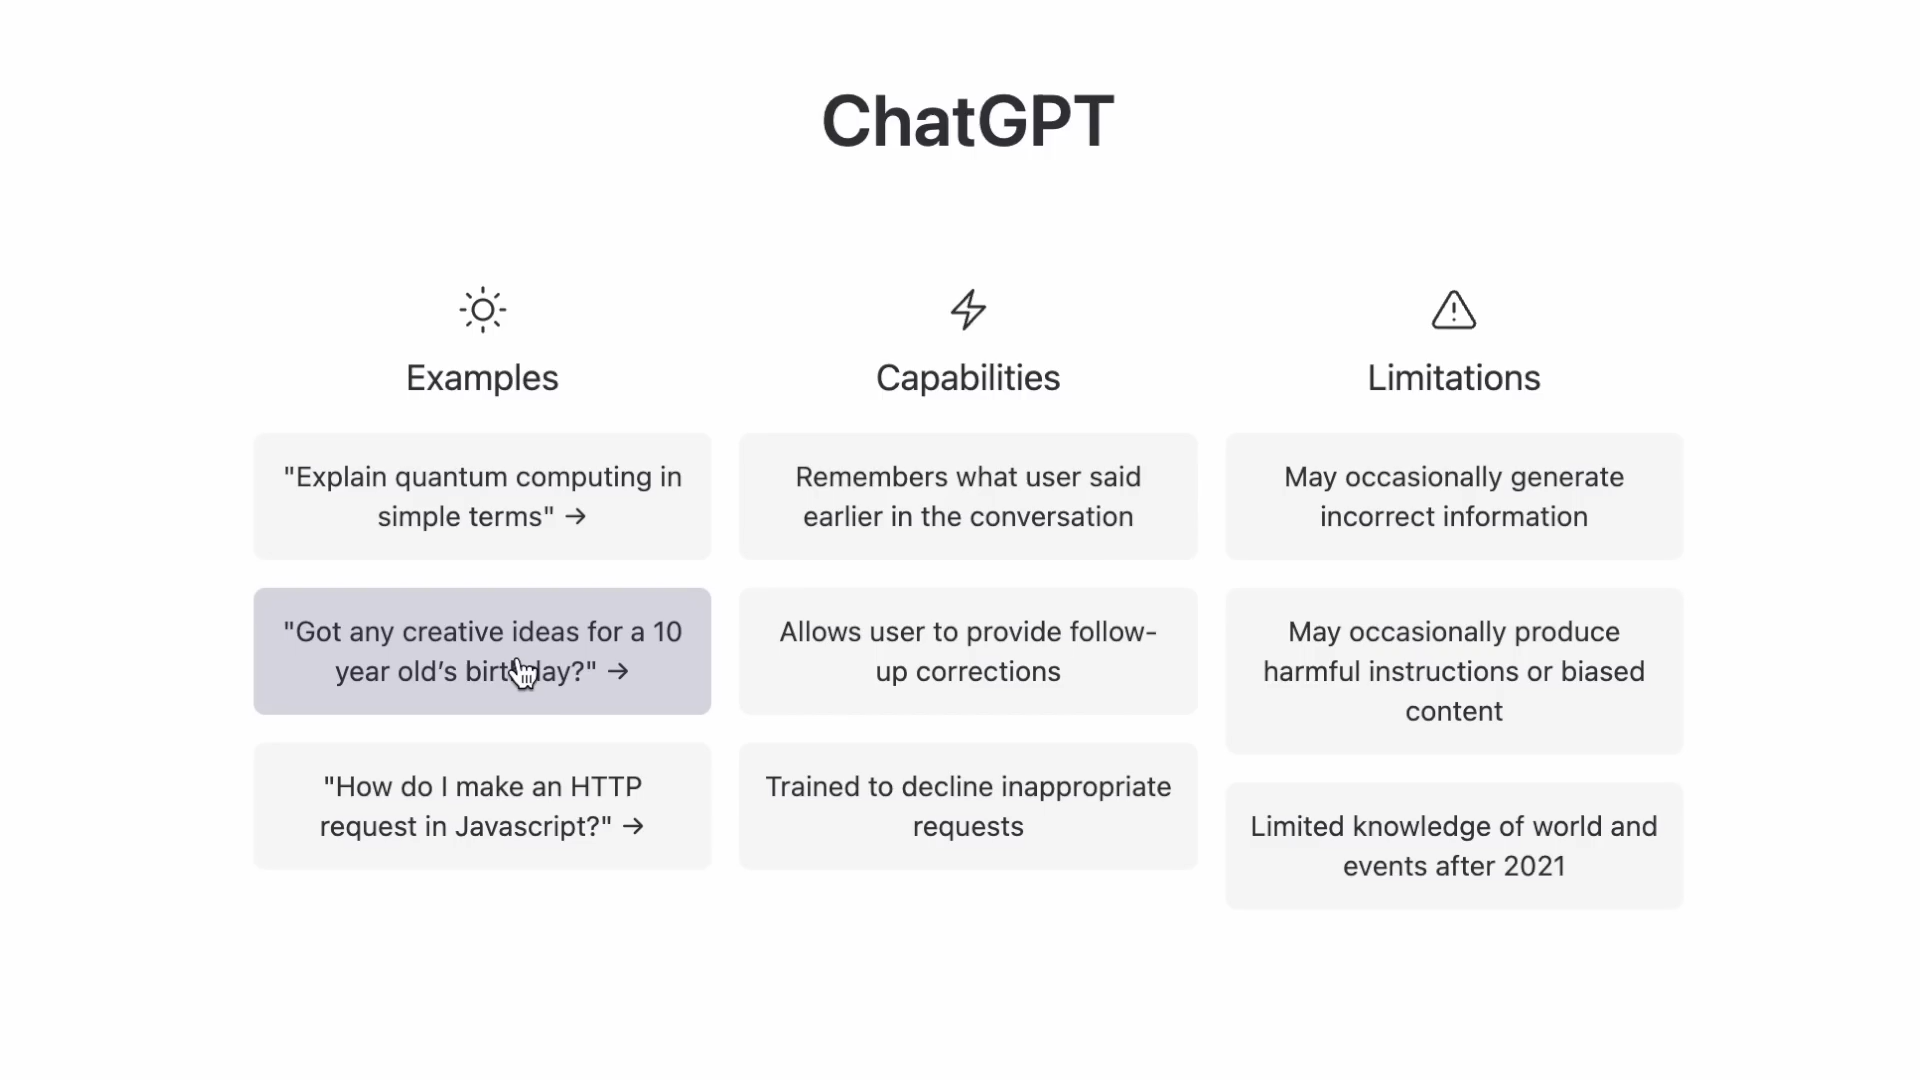 ChatGPT
Examples
"Explain quantum computing in
simple terms" →
"Got any creative ideas for a 10
year old’s birthday?" →
"How do I make an HTTP
request in Javascript?" →
Capabilities
Remembers what user said
earlier in the conversation
Allows user to provide follow-
up corrections
Trained to decline inappropriate
requests
Limitations
May occasionally generate
incorrect information
May occasionally produce
harmful instructions or biased
content
Limited knowledge of world and
events after 2021